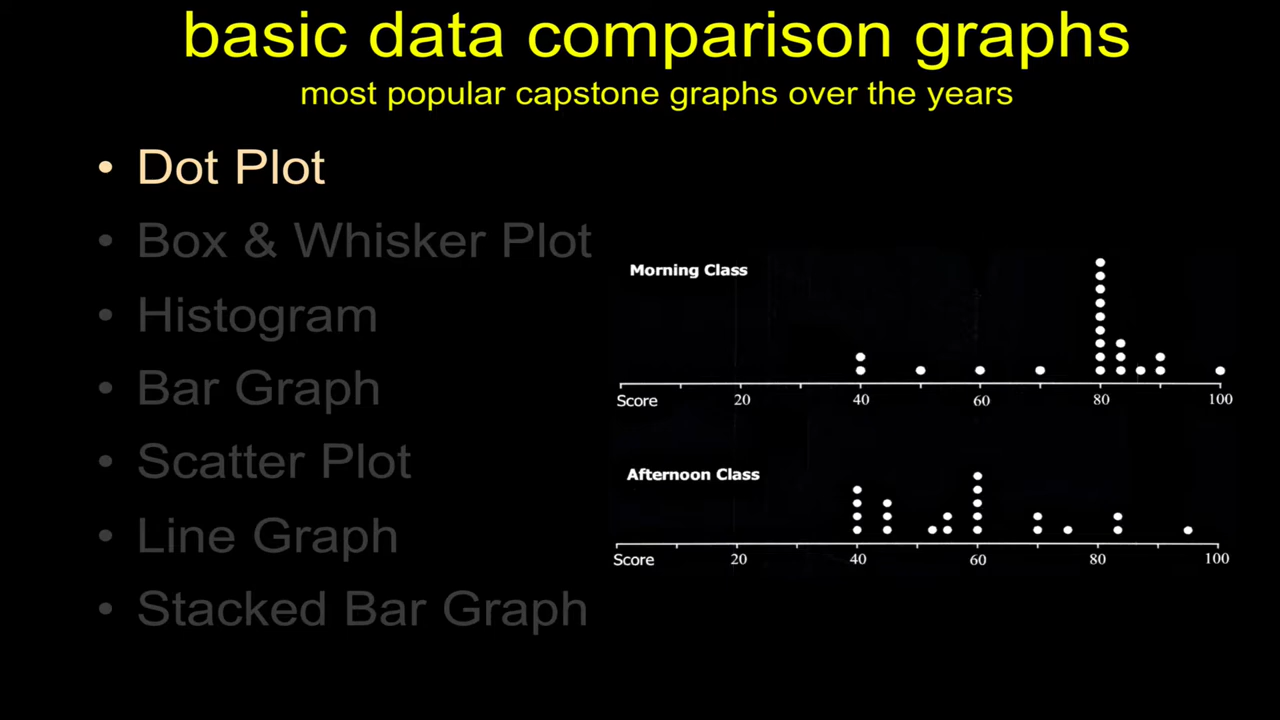 basic data comparison graphs
most popular capstone graphs over the years
• Dot Plot
• Box & Whisker Plot
• Histogram
• Bar Graph
• Scatter Plot
• Line Graph
• Stacked Bar Graph
Morning Class
Score 20 40 60 80 100
Afternoon Class
Score 20 40 60 80 100